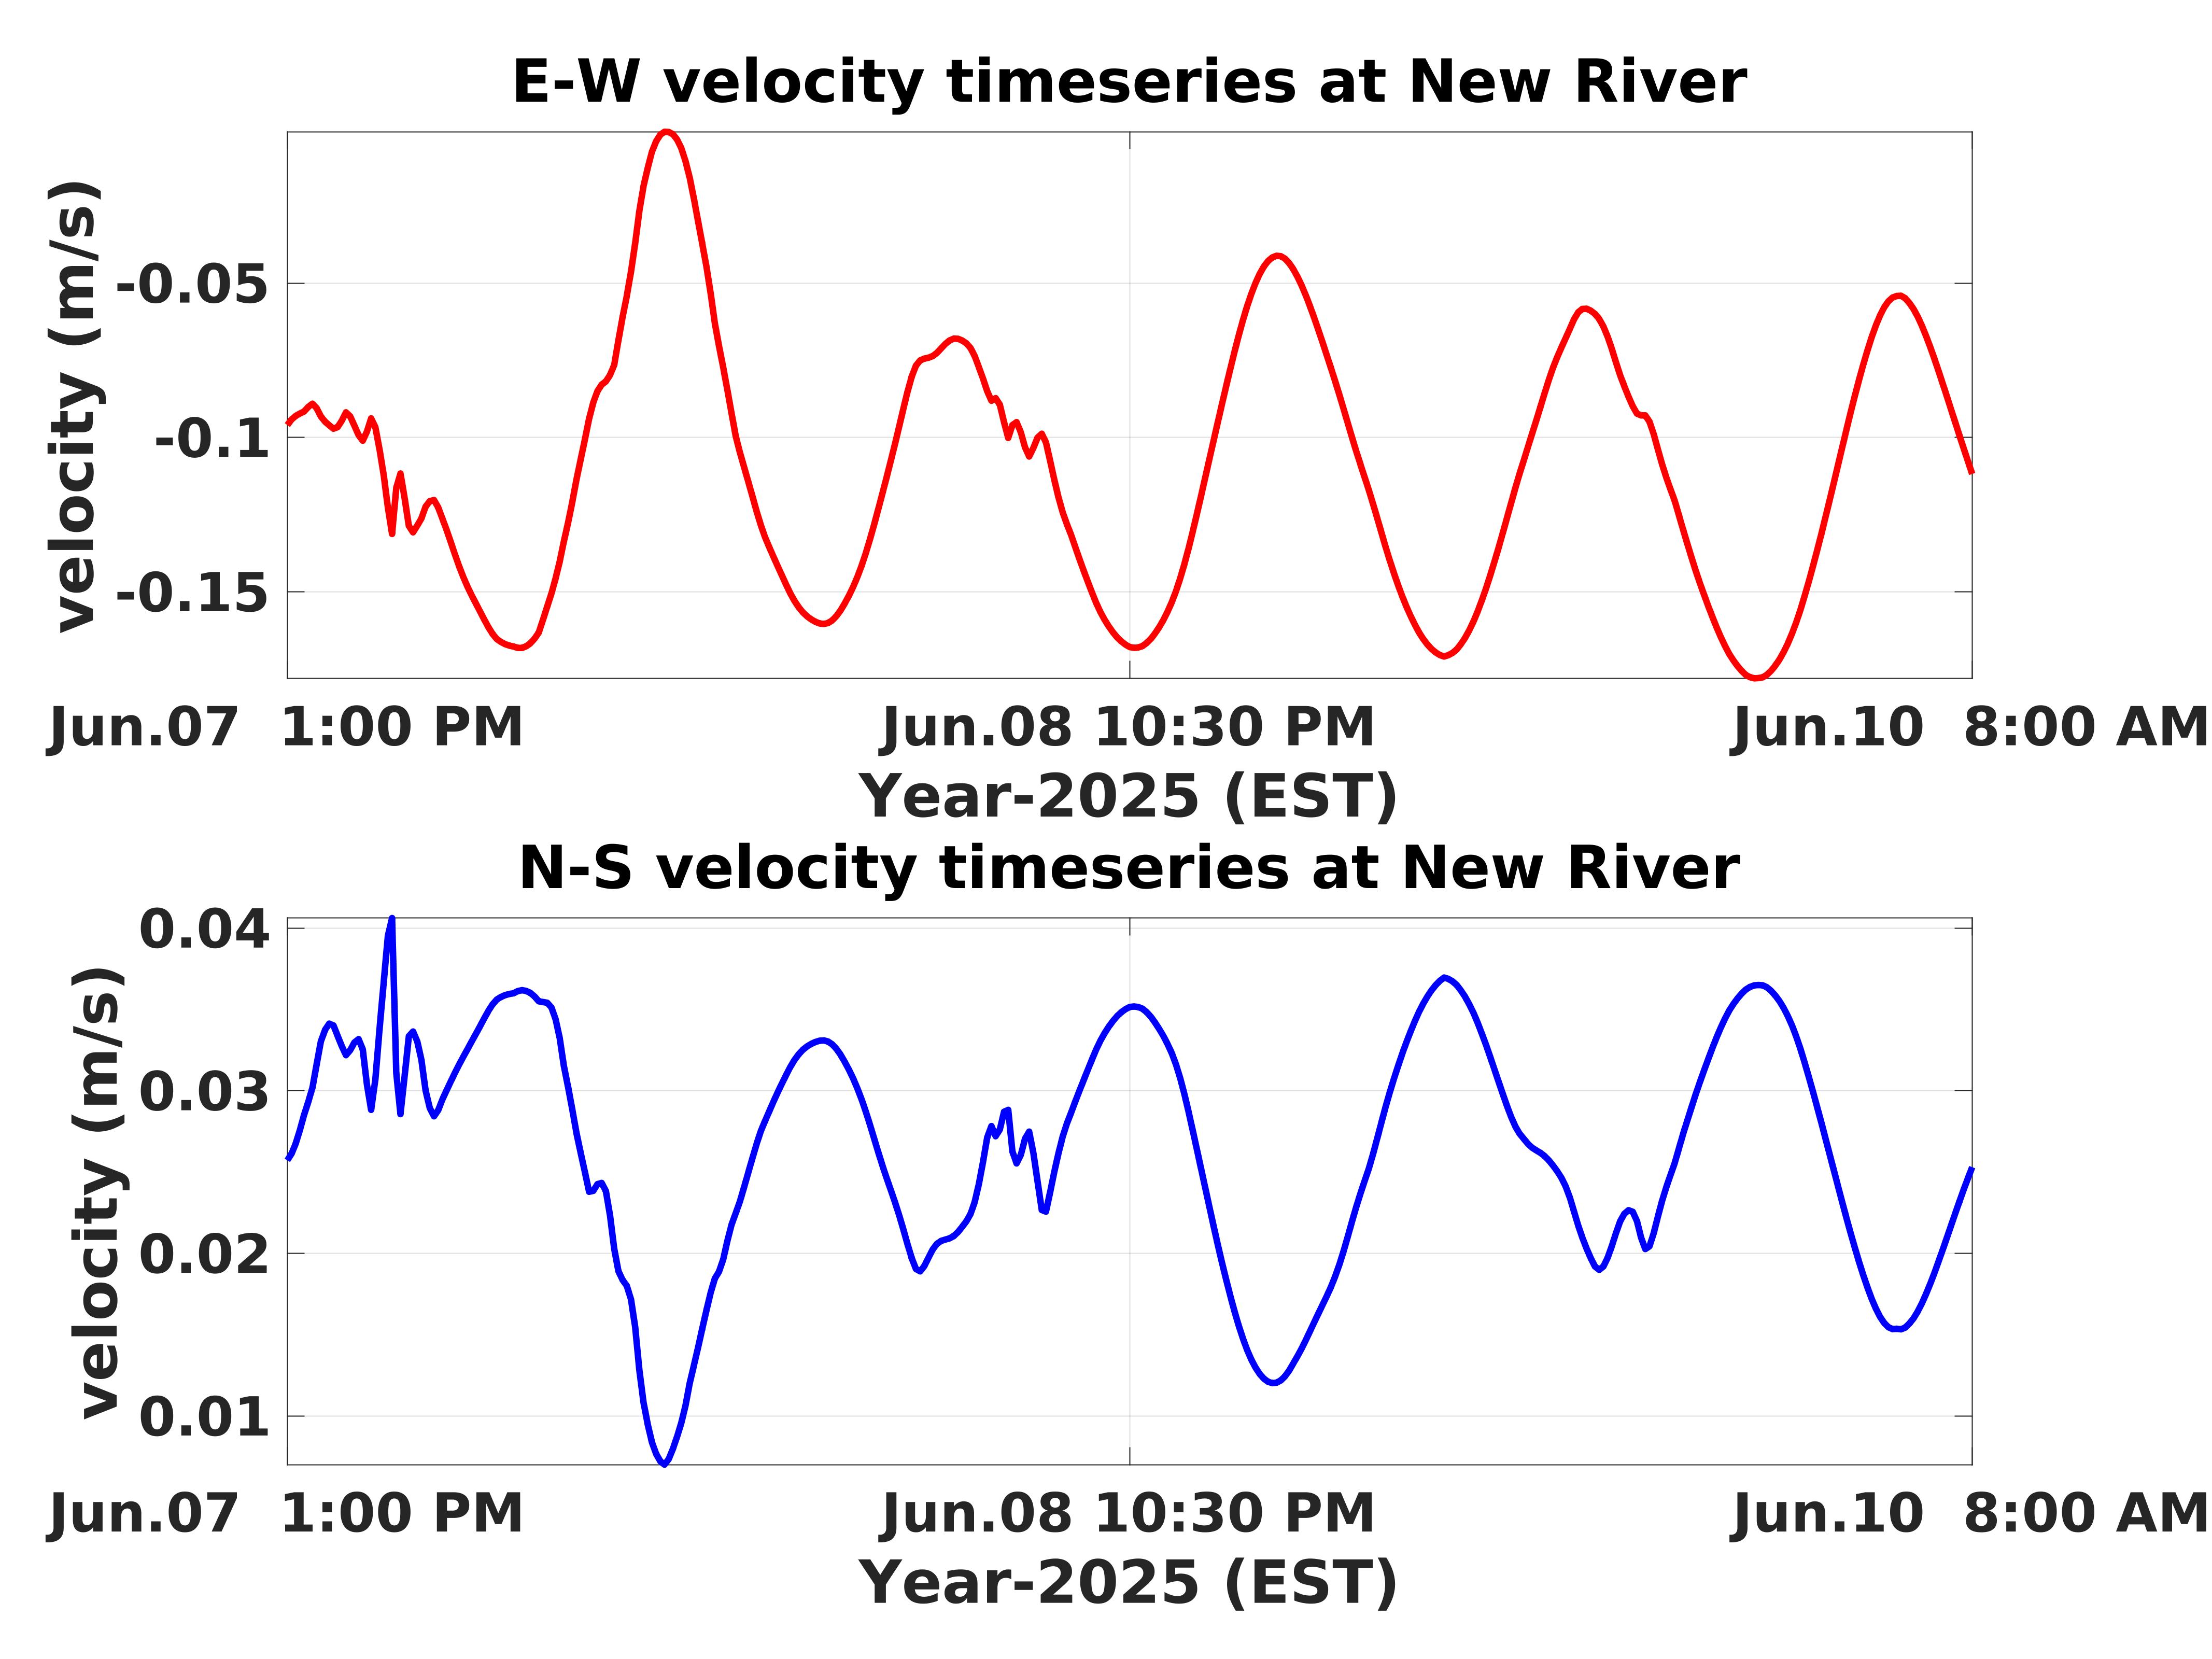 E-W velocity timeseries at New River
velocity (m/s)
-0.05
-0.1
-0.15
Jun.07 1:00 PM Jun.08 10:30 PM Jun.10 8:00 AM
Year-2025 (EST)
N-S velocity timeseries at New River
velocity (m/s)
0.04
0.03
0.02
0.01
Jun.07 1:00 PM Jun.08 10:30 PM Jun.10 8:00 AM
Year-2025 (EST)